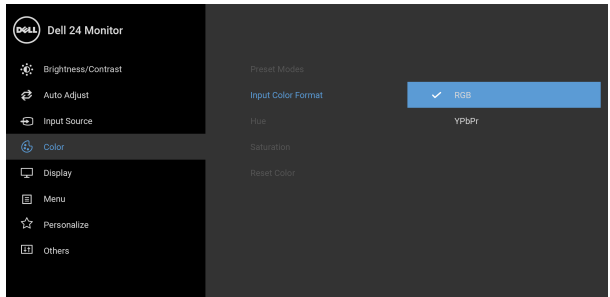 DELL
Dell 24 Monitor
Brightness/Contrast
Auto Adjust
Input Source
Color
Display
Menu
Personalize
Others
Preset Modes
Input Color Format
Hue
Saturation
Reset Color
RGB
YPbPr